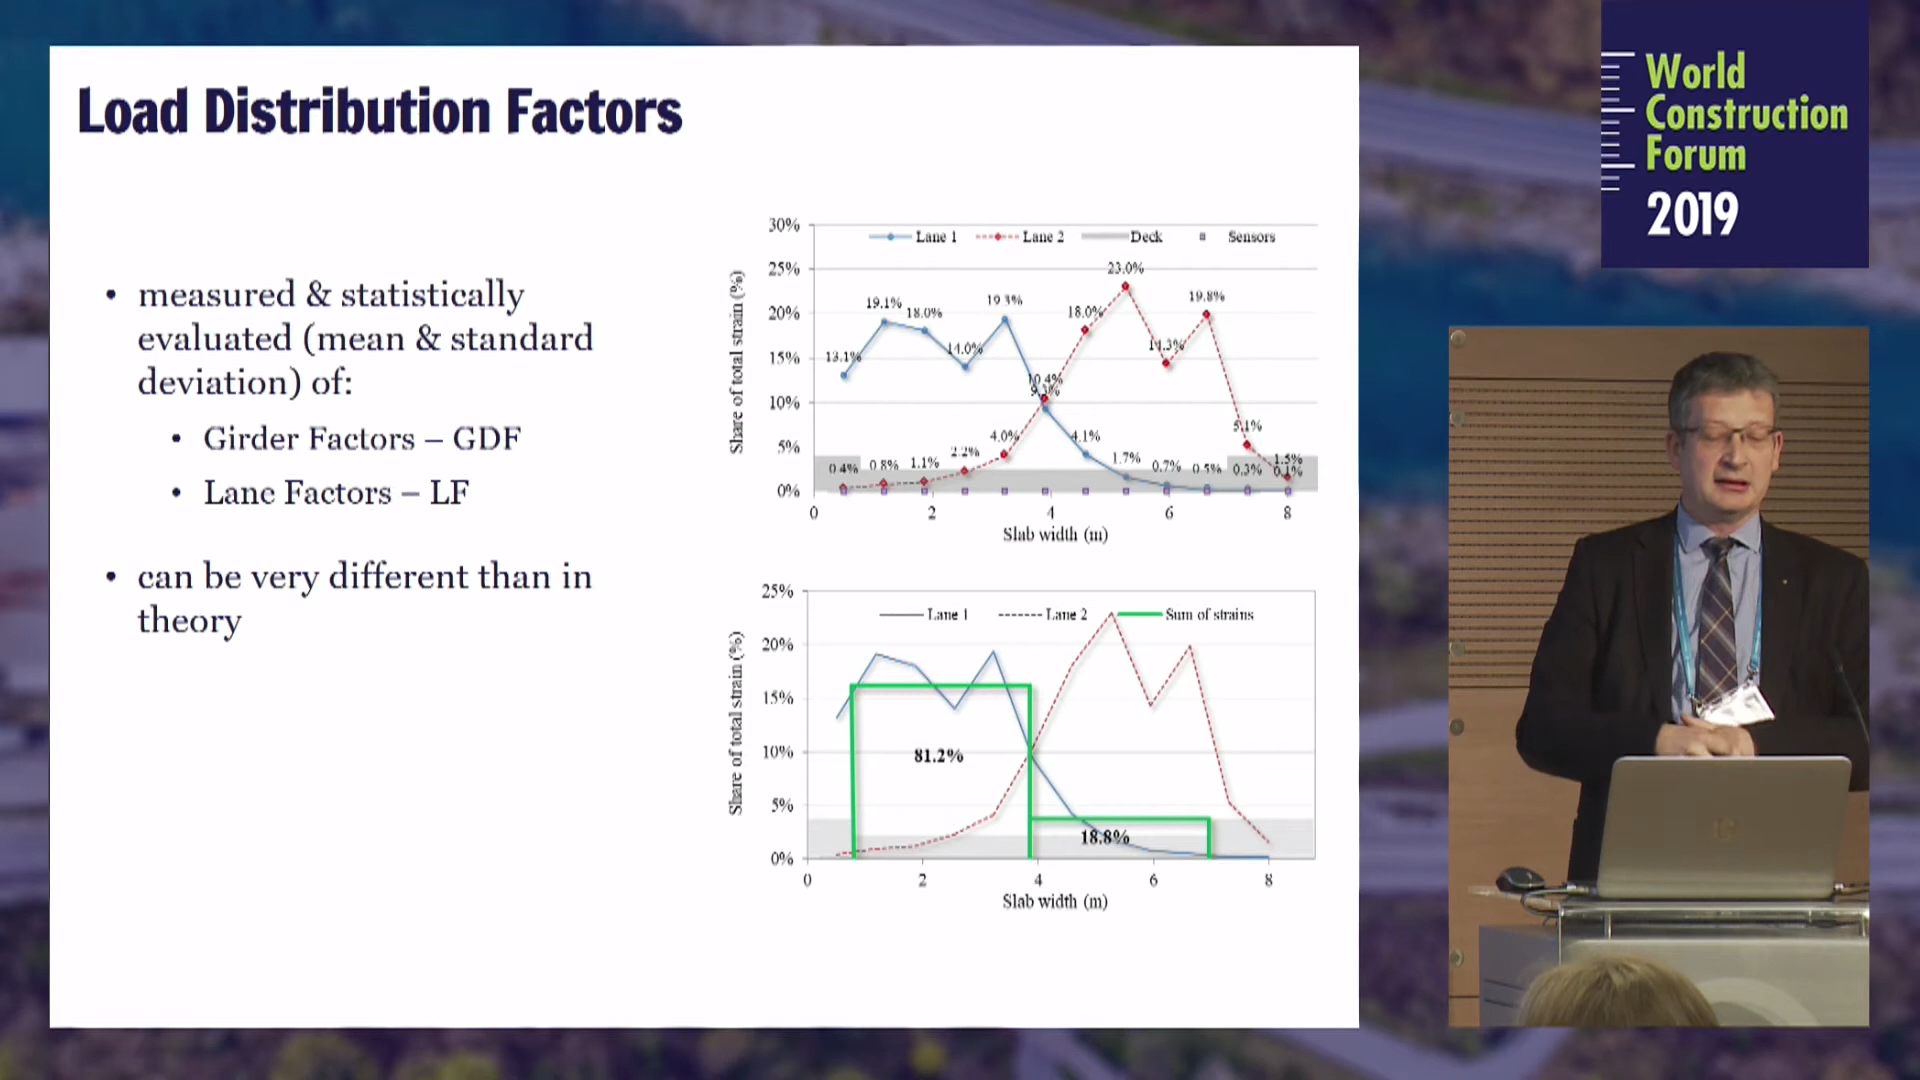 Load Distribution Factors
• measured & statistically
evaluated (mean & standard
deviation) of:
• Girder Factors – GDF
• Lane Factors – LF
• can be very different than in
theory
30%
25%
20%
15%
10%
5%
0%
Share of total strain (%)
Lane 1
Lane 2
Deck
Sensors
13.1%
19.1%
18.0%
14.0%
19.3%
9.3%
4.1%
1.7%
0.7%
0.5%
0.3%
0.1%
0.4%
0.8%
1.1%
2.2%
4.0%
10.4%
18.0%
23.0%
14.3%
19.8%
5.1%
1.5%
0
2
4
6
8
Slab width (m)
25%
20%
15%
10%
5%
0%
Share of total strain (%)
Lane 1
Lane 2
Sum of strains
81.2%
18.8%
0
2
4
6
8
Slab width (m)
World
Construction
Forum
2019